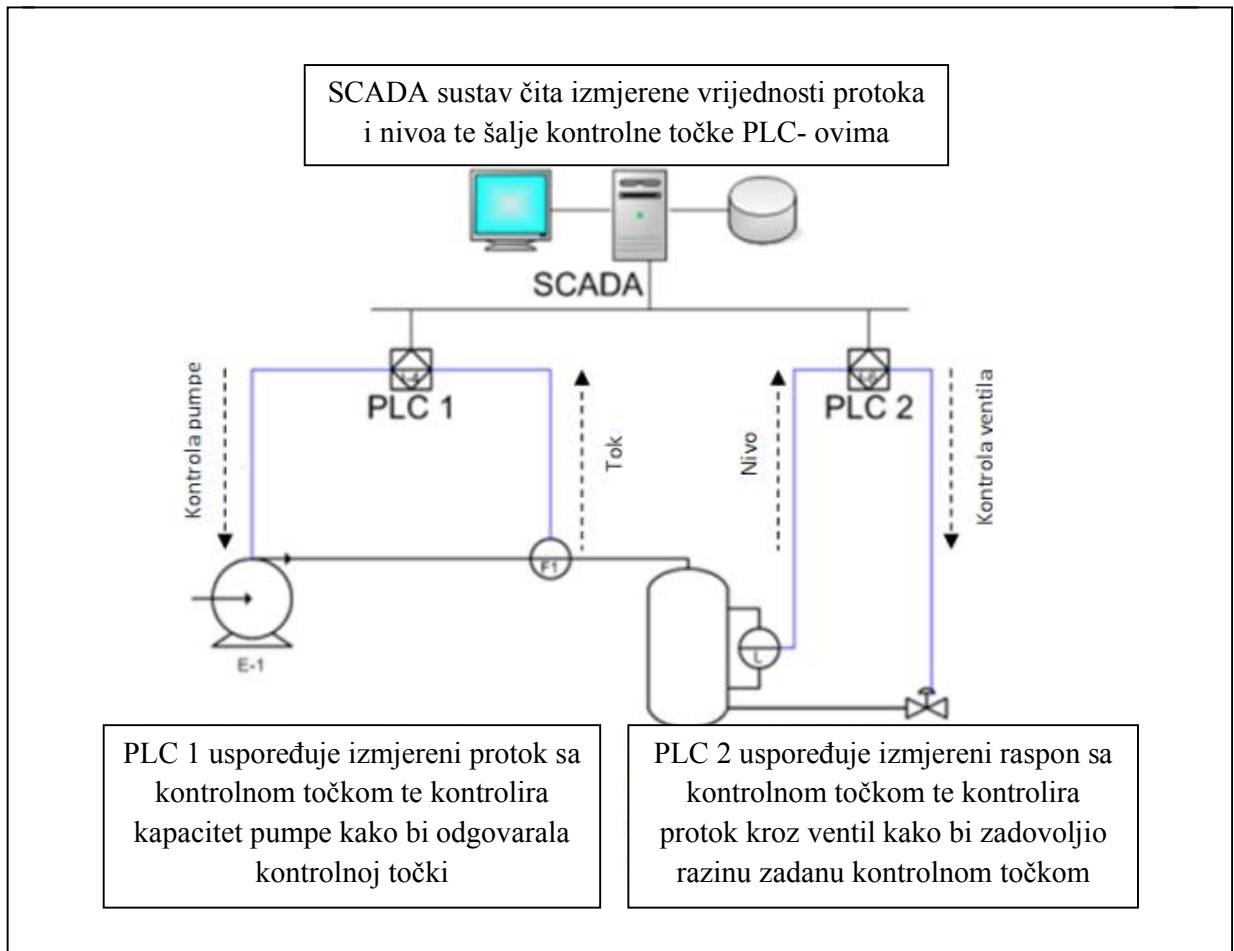 SCADA sustav čita izmjerene vrijednosti protoka
i nivoa te šalje kontrolne točke PLC- ovima
SCADA
PLC 1
PLC 2
Kontrola pumpe
Tok
Nivo
Kontrola ventila
F1
L
E-1
PLC 1 uspoređuje izmjereni protok sa
kontrolnom točkom te kontrolira
kapacitet pumpe kako bi odgovarala
kontrolnoj točki
PLC 2 uspoređuje izmjereni raspon sa
kontrolnom točkom te kontrolira
protok kroz ventil kako bi zadovoljio
razinu zadanu kontrolnom točkom